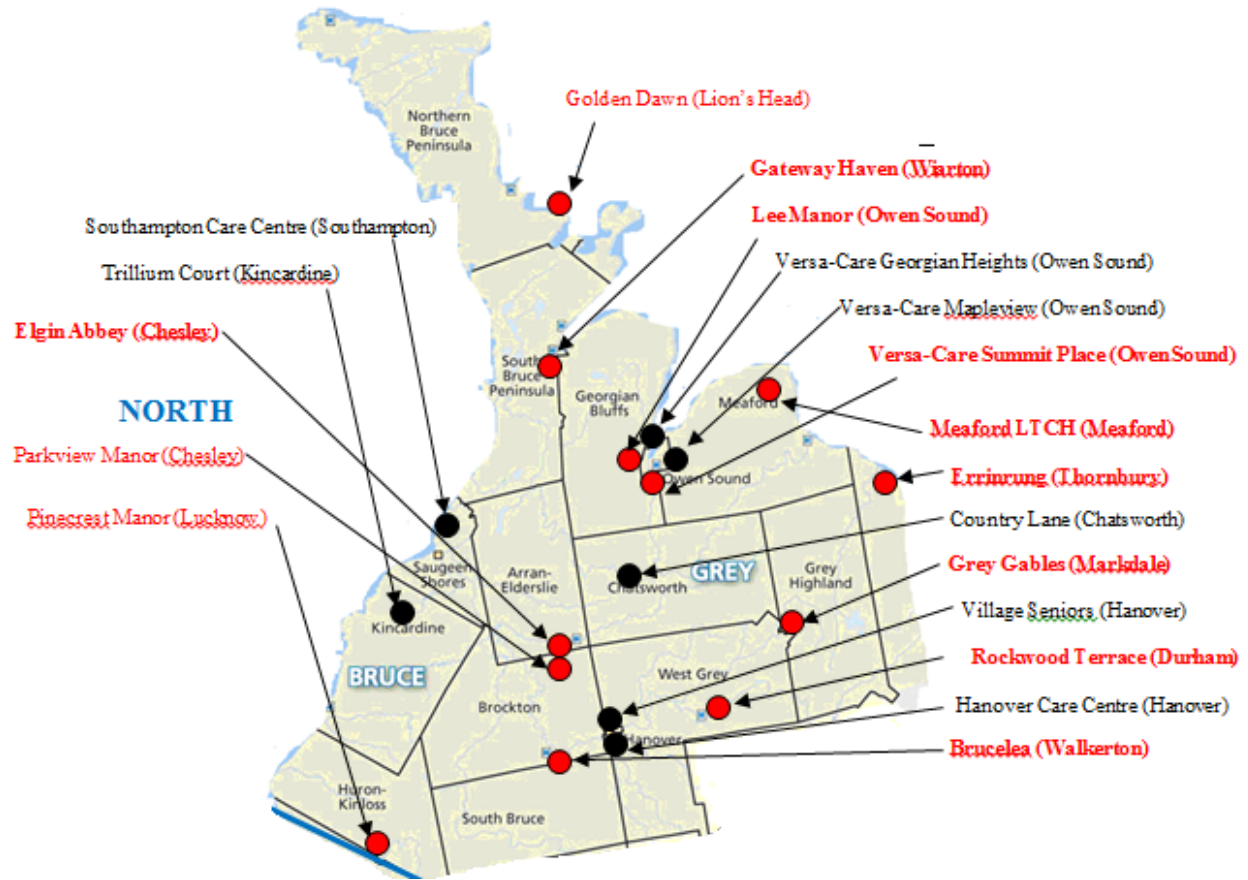 Golden Dawn (Lion's Head)
Northern
Bruce
Peninsula
Gateway Haven (Wiarton)
Lee Manor (Owen Sound)
Southampton Care Centre (Southampton)
Versa-Care Georgian Heights (Owen Sound)
Trillium Court (Kincardine)
Versa-Care Mapleview (Owen Sound)
Elgin Abbey (Chesley)
Versa-Care Summit Place (Owen Sound)
South
Bruce
Peninsula
Georgian
Bluffs
Meaford
NORTH
Meaford LTCH (Meaford)
Parkview Manor (Chesley)
Owen Sound
Errinrung (Thornbury)
Pinecrest Manor (Lucknow)
Country Lane (Chatsworth)
Saugeen
Shores
Arran-
Elderslie
Chatsworth
GREY
Grey
Highland
Grey Gables (Markdale)
Village Seniors (Hanover)
Kincardine
BRUCE
West Grey
Rockwood Terrace (Durham)
Brockton
Hanover Care Centre (Hanover)
Hanover
Brucelea (Walkerton)
Huron-
Kinloss
South Bruce